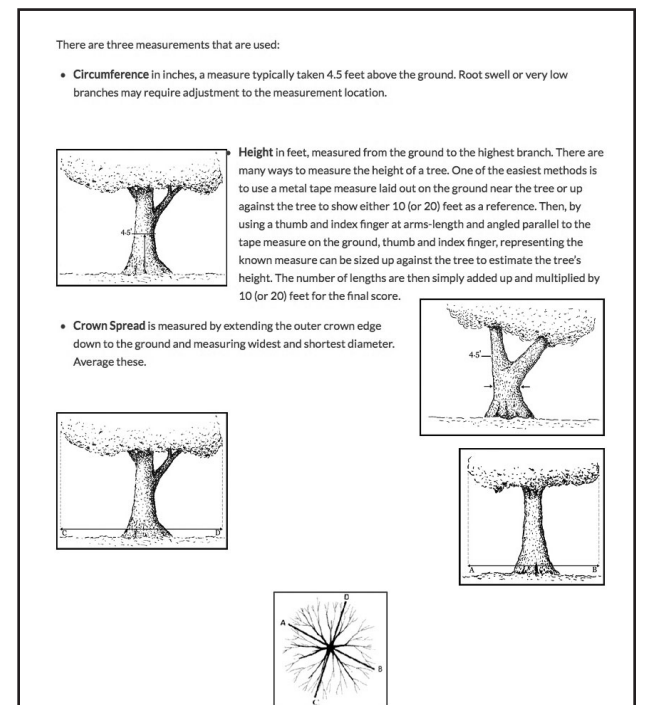 There are three measurements that are used:
• Circumference in inches, a measure typically taken 4.5 feet above the ground. Root swell or very low
branches may require adjustment to the measurement location.
• Height in feet, measured from the ground to the highest branch. There are
many ways to measure the height of a tree. One of the easiest methods is
to use a metal tape measure laid out on the ground near the tree or up
against the tree to show either 10 (or 20) feet as a reference. Then, by
using a thumb and index finger at arms-length and angled parallel to the
tape measure on the ground, thumb and index finger, representing the
known measure can be sized up against the tree to estimate the tree's
height. The number of lengths are then simply added up and multiplied by
10 (or 20) feet for the final score.
4·5'
• Crown Spread is measured by extending the outer crown edge
down to the ground and measuring widest and shortest diameter.
Average these.
4·5'
C D
A B
D
A
B
C